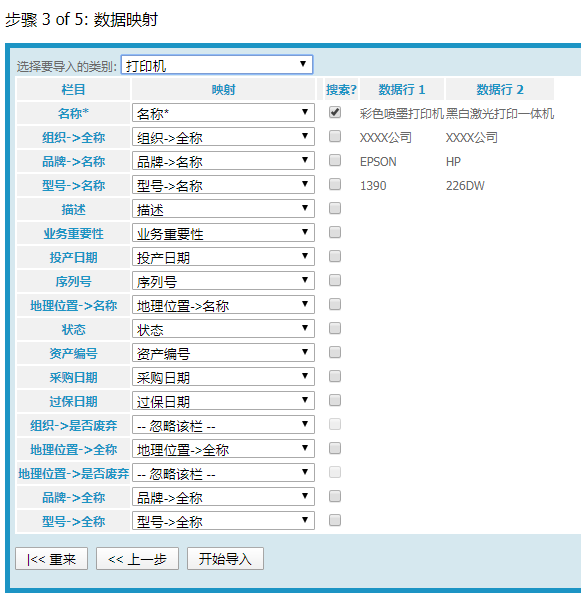 步骤 3 of 5: 数据映射
选择要导入的类别: 打印机
栏目 映射 搜索? 数据行 1 数据行 2
名称* 名称* 彩色喷墨打印机 黑白激光打印一体机
组织->全称 组织->全称 XXXX公司 XXXX公司
品牌->名称 品牌->名称 EPSON HP
型号->名称 型号->名称 1390 226DW
描述 描述
业务重要性 业务重要性
投产日期 投产日期
序列号 序列号
地理位置->名称 地理位置->名称
状态 状态
资产编号 资产编号
采购日期 采购日期
过保日期 过保日期
组织->是否废弃 -- 忽略该栏 --
地理位置->全称 地理位置->全称
地理位置->是否废弃 -- 忽略该栏 --
品牌->全称 品牌->全称
型号->全称 型号->全称
|<< 重来 << 上一步 开始导入